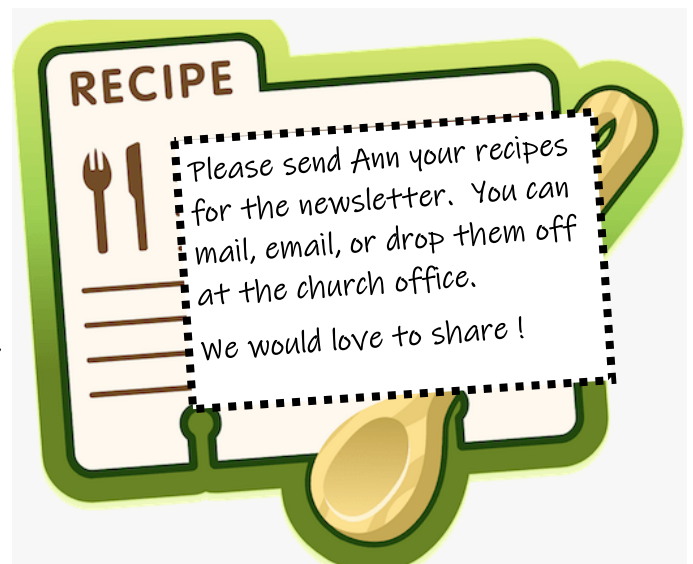 RECIPE
Please send Ann your recipes
for the newsletter. You can
mail, email, or drop them off
at the church office.
We would love to share !